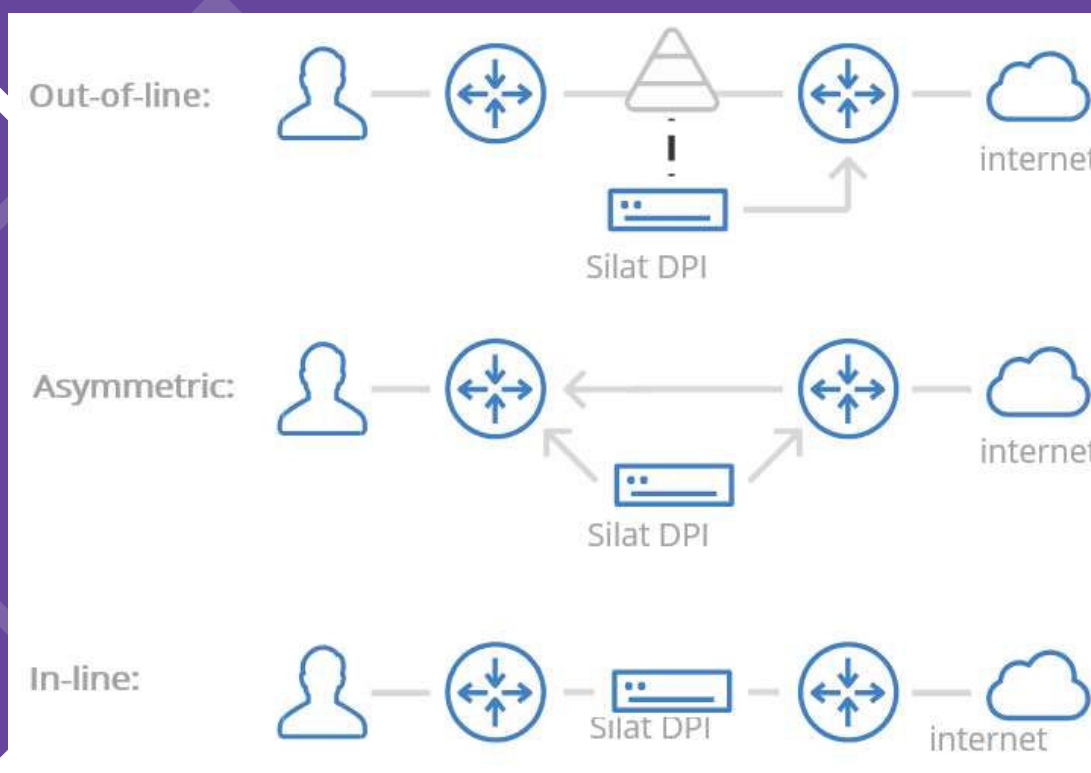 Out-of-line:
internet
Silat DPI
Asymmetric:
internet
Silat DPI
In-line:
Silat DPI
internet